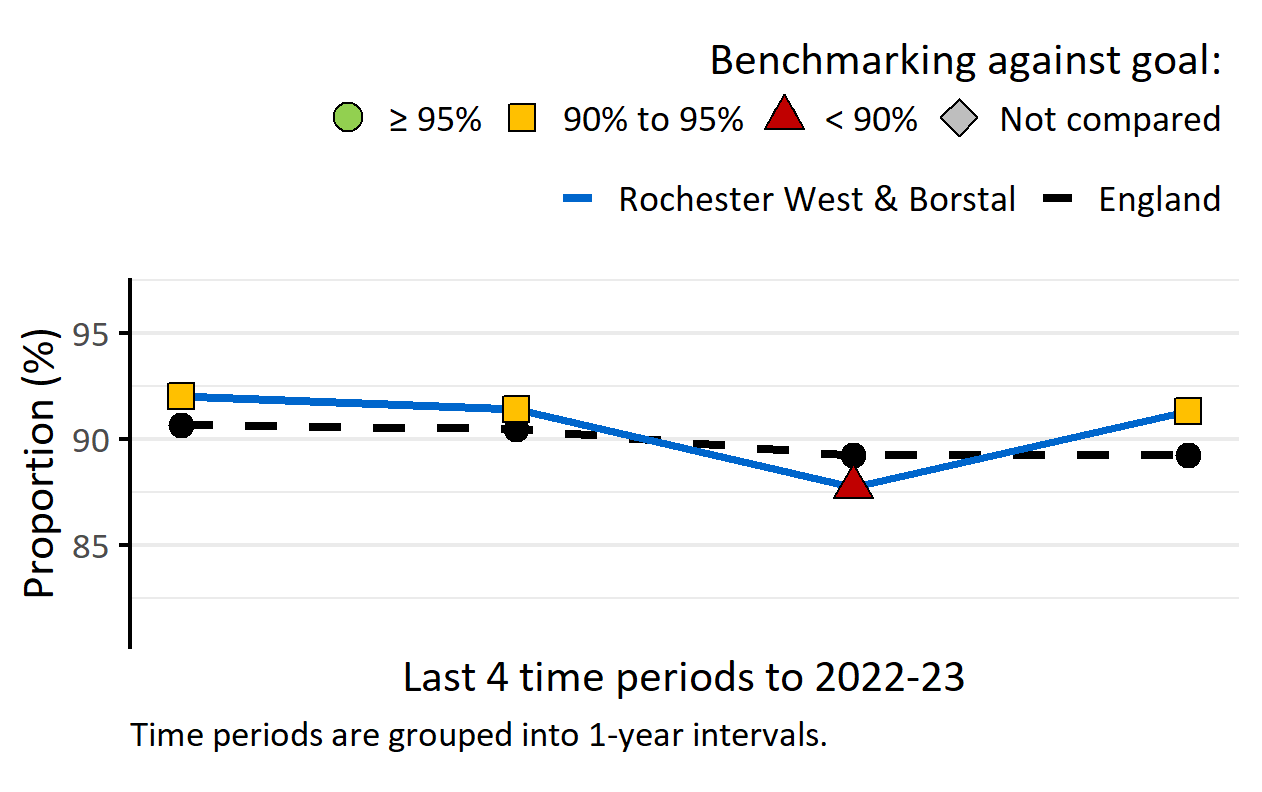 Benchmarking against goal:
≥ 95% 90% to 95% < 90% Not compared
Rochester West & Borstal England
Proportion (%)
95
90
85
Last 4 time periods to 2022-23
Time periods are grouped into 1-year intervals.